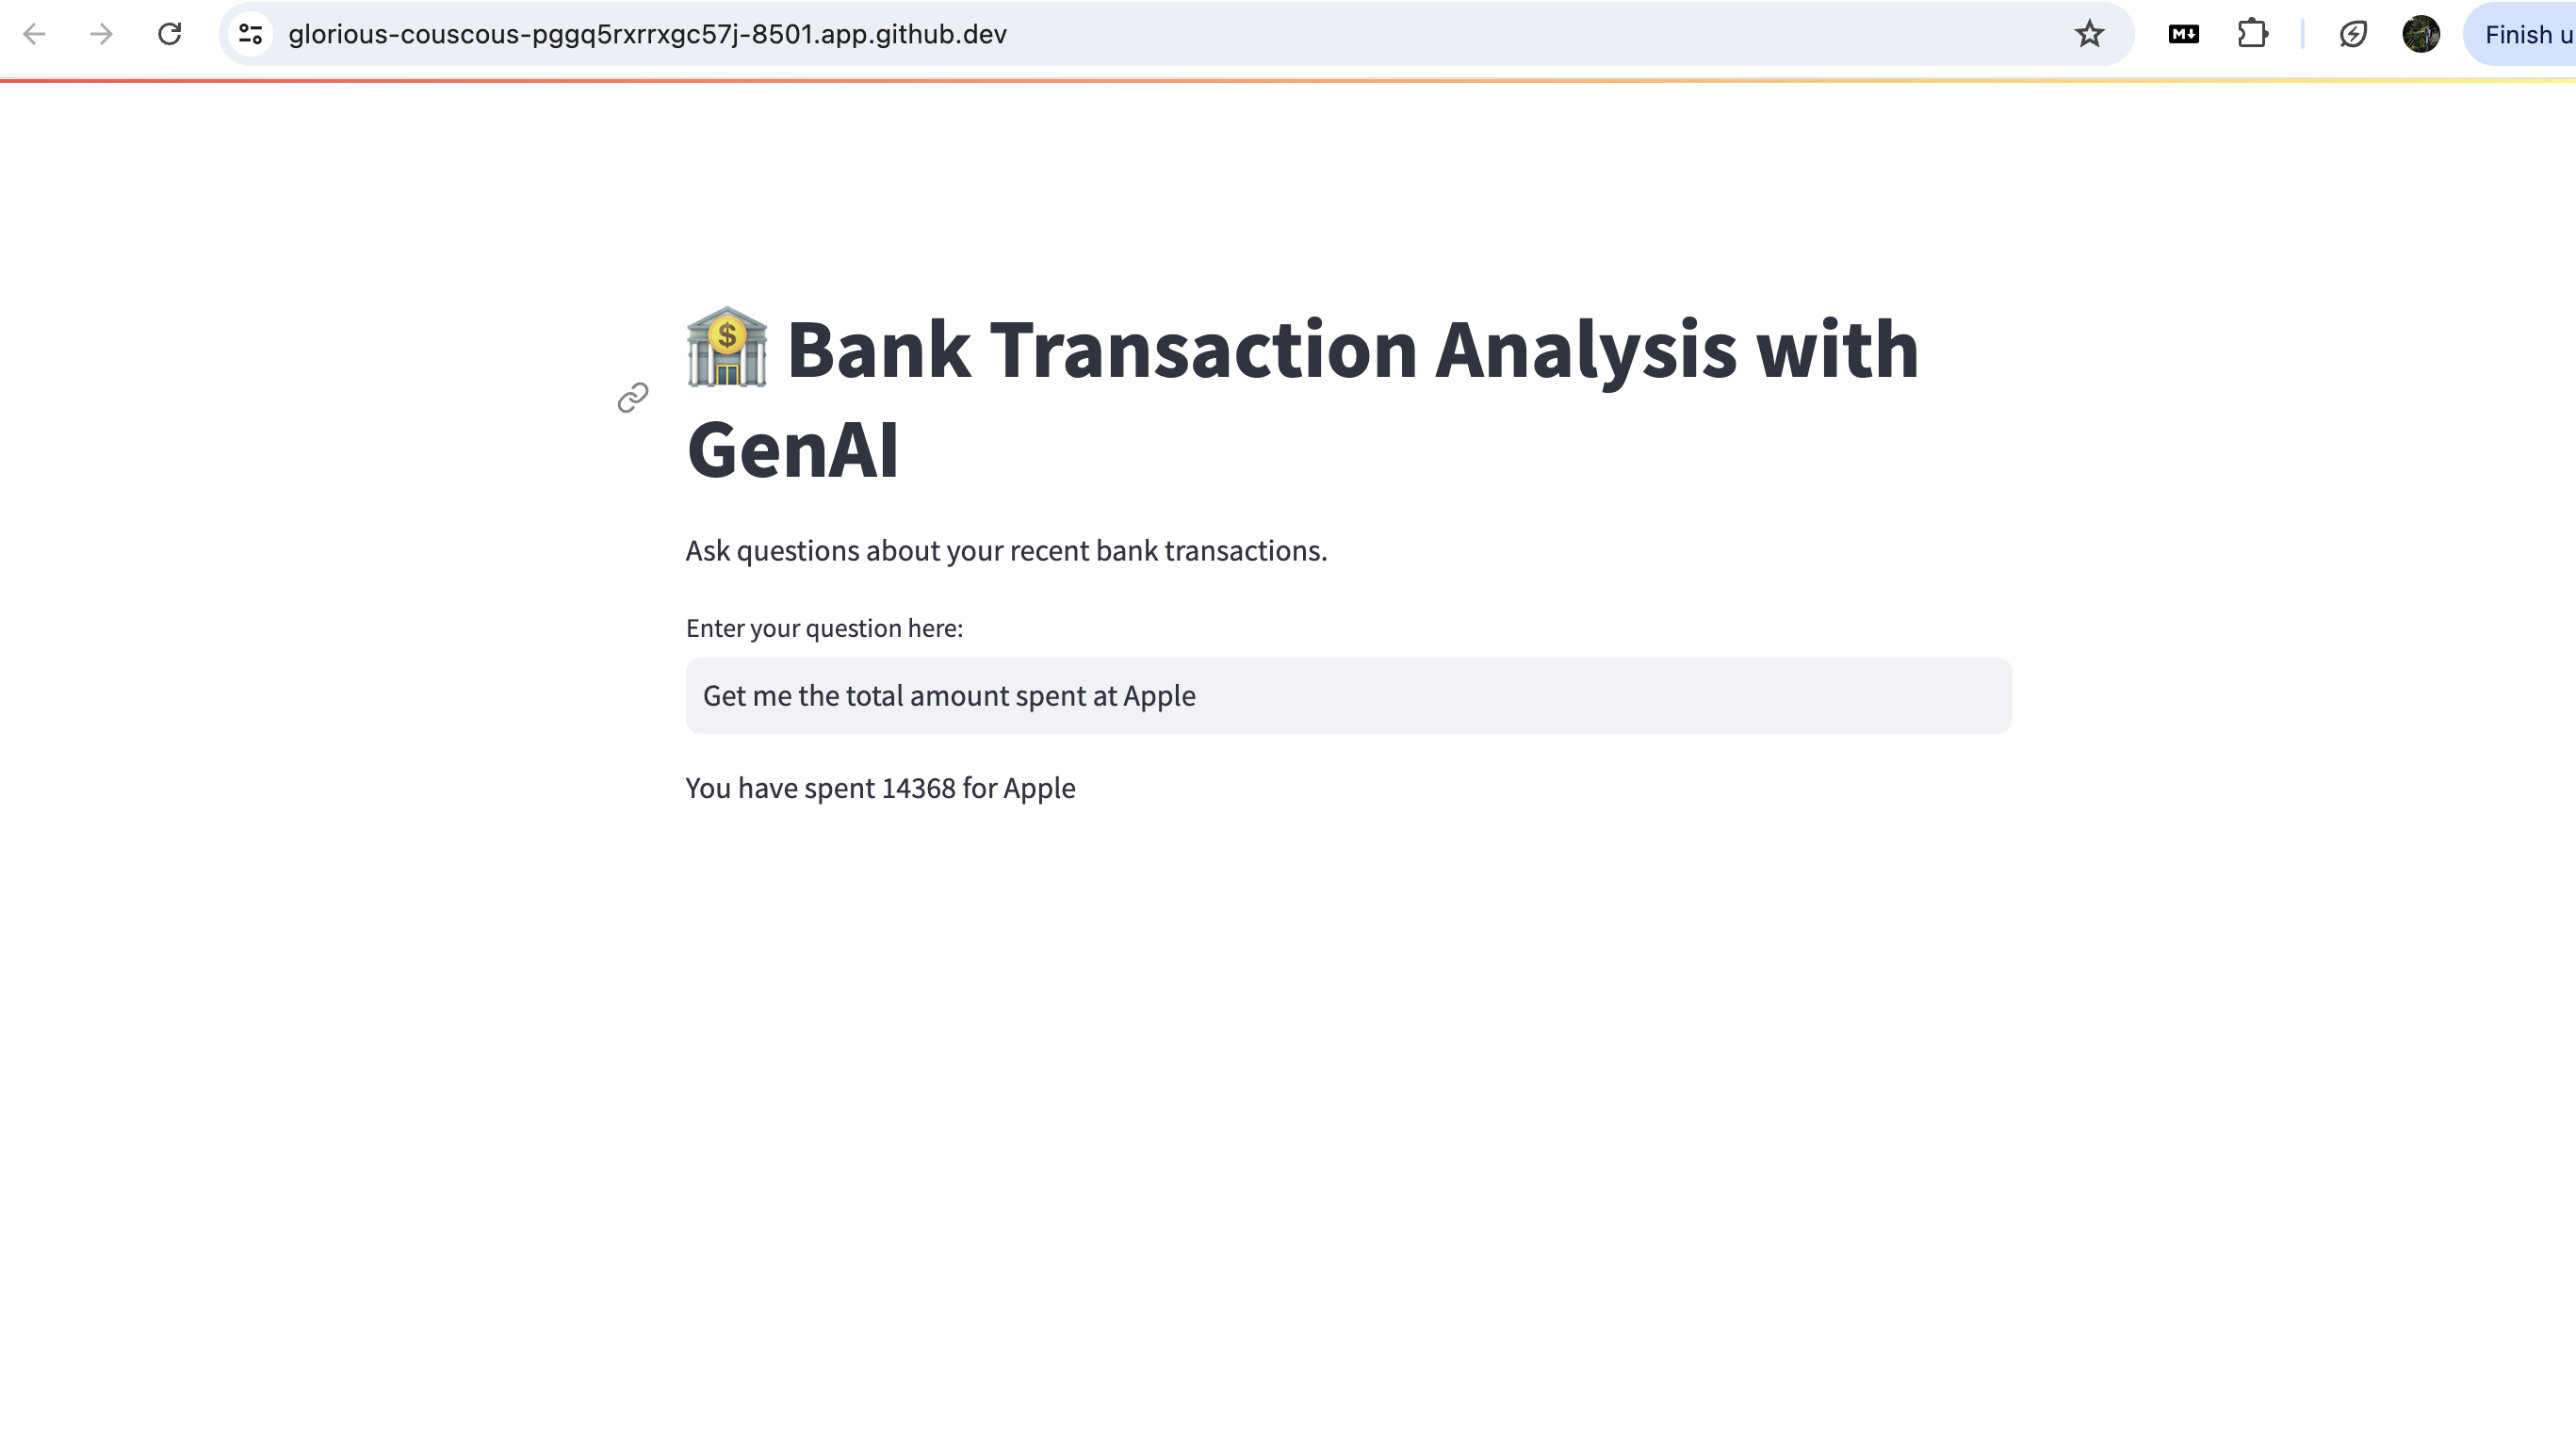 glorious-couscous-pggq5rxrrxgc57j-8501.app.github.dev
M
Finish u
$
Bank Transaction Analysis with
GenAI
Ask questions about your recent bank transactions.
Enter your question here:
Get me the total amount spent at Apple
You have spent 14368 for Apple